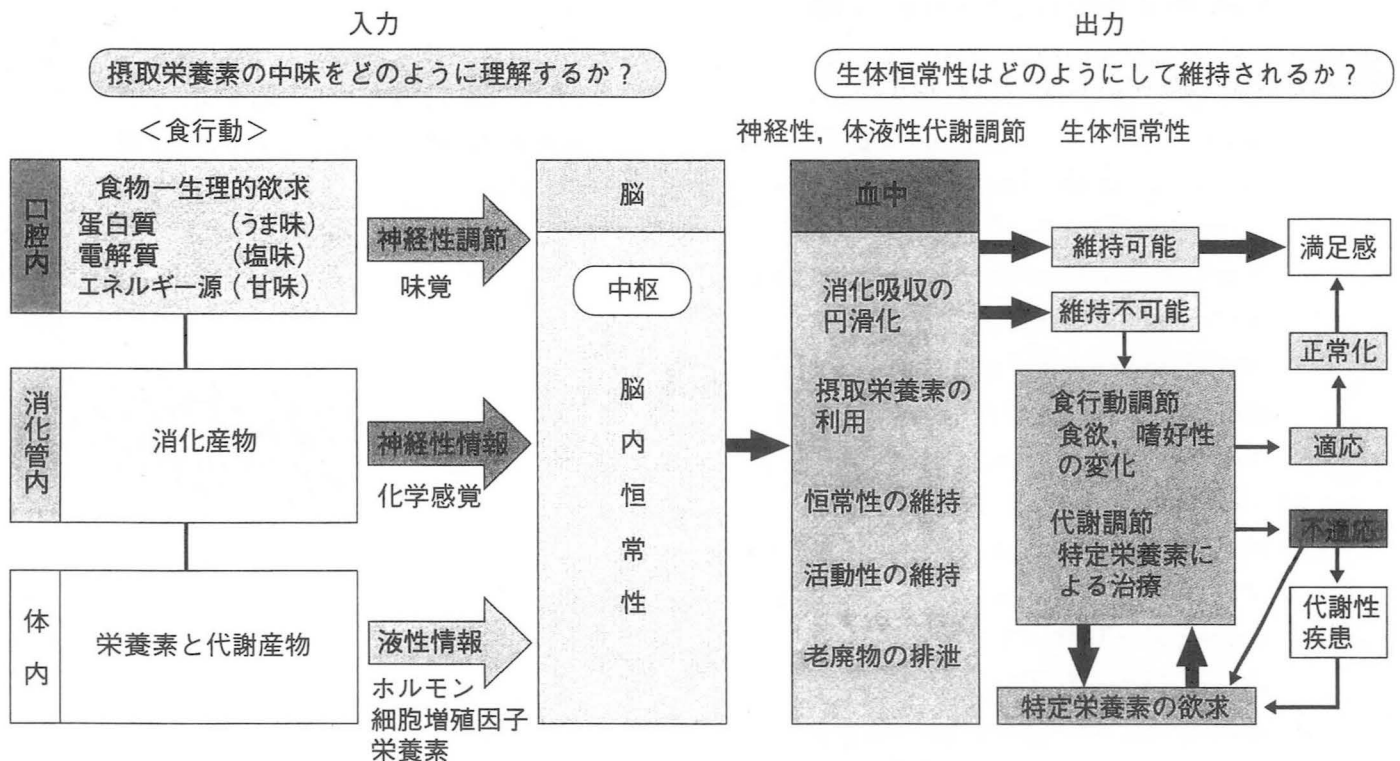 入力
摂取栄養素の中味をどのように理解するか？
＜食行動＞
口腔内
食物ー生理的欲求
蛋白質 （うま味）
電解質 （塩味）
エネルギー源（甘味）
神経性調節
味覚
消化管内
消化産物
神経性情報
化学感覚
体内
栄養素と代謝産物
液性情報
ホルモン
細胞増殖因子
栄養素
脳
中枢
脳内恒常性
出力
生体恒常性はどのようにして維持されるか？
神経性，体液性代謝調節 生体恒常性
血中
消化吸収の
円滑化
摂取栄養素の
利用
恒常性の維持
活動性の維持
老廃物の排泄
維持可能
満足感
維持不可能
正常化
食行動調節
食欲，嗜好性
の変化
適応
代謝調節
特定栄養素に
よる治療
不適応
代謝性
疾患
特定栄養素の欲求